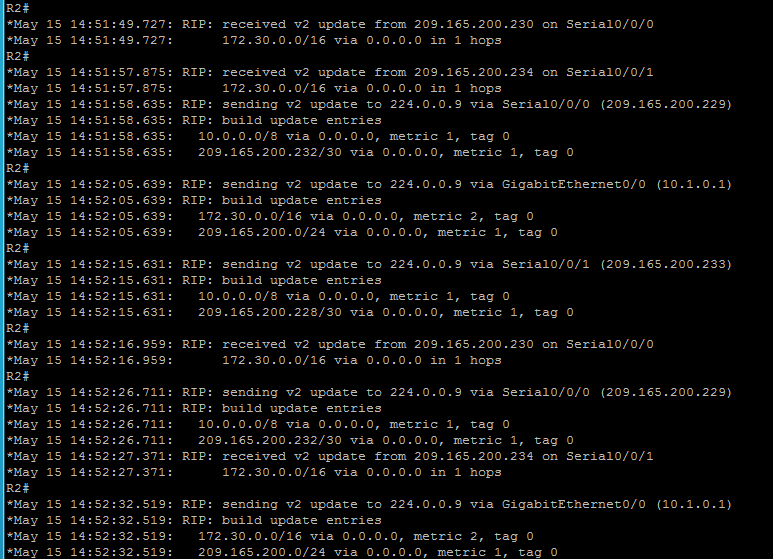 R2#
*May 15 14:51:49.727: RIP: received v2 update from 209.165.200.230 on Serial0/0/0
*May 15 14:51:49.727:      172.30.0.0/16 via 0.0.0.0 in 1 hops
R2#
*May 15 14:51:57.875: RIP: received v2 update from 209.165.200.234 on Serial0/0/1
*May 15 14:51:57.875:      172.30.0.0/16 via 0.0.0.0 in 1 hops
*May 15 14:51:58.635: RIP: sending v2 update to 224.0.0.9 via Serial0/0/0 (209.165.200.229)
*May 15 14:51:58.635: RIP: build update entries
*May 15 14:51:58.635:   10.0.0.0/8 via 0.0.0.0, metric 1, tag 0
*May 15 14:51:58.635:   209.165.200.232/30 via 0.0.0.0, metric 1, tag 0
R2#
*May 15 14:52:05.639: RIP: sending v2 update to 224.0.0.9 via GigabitEthernet0/0 (10.1.0.1)
*May 15 14:52:05.639: RIP: build update entries
*May 15 14:52:05.639:   172.30.0.0/16 via 0.0.0.0, metric 2, tag 0
*May 15 14:52:05.639:   209.165.200.0/24 via 0.0.0.0, metric 1, tag 0
R2#
*May 15 14:52:15.631: RIP: sending v2 update to 224.0.0.9 via Serial0/0/1 (209.165.200.233)
*May 15 14:52:15.631: RIP: build update entries
*May 15 14:52:15.631:   10.0.0.0/8 via 0.0.0.0, metric 1, tag 0
*May 15 14:52:15.631:   209.165.200.228/30 via 0.0.0.0, metric 1, tag 0
R2#
*May 15 14:52:16.959: RIP: received v2 update from 209.165.200.230 on Serial0/0/0
*May 15 14:52:16.959:      172.30.0.0/16 via 0.0.0.0 in 1 hops
R2#
*May 15 14:52:26.711: RIP: sending v2 update to 224.0.0.9 via Serial0/0/0 (209.165.200.229)
*May 15 14:52:26.711: RIP: build update entries
*May 15 14:52:26.711:   10.0.0.0/8 via 0.0.0.0, metric 1, tag 0
*May 15 14:52:26.711:   209.165.200.232/30 via 0.0.0.0, metric 1, tag 0
*May 15 14:52:27.371: RIP: received v2 update from 209.165.200.234 on Serial0/0/1
*May 15 14:52:27.371:      172.30.0.0/16 via 0.0.0.0 in 1 hops
R2#
*May 15 14:52:32.519: RIP: sending v2 update to 224.0.0.9 via GigabitEthernet0/0 (10.1.0.1)
*May 15 14:52:32.519: RIP: build update entries
*May 15 14:52:32.519:   172.30.0.0/16 via 0.0.0.0, metric 2, tag 0
*May 15 14:52:32.519:   209.165.200.0/24 via 0.0.0.0, metric 1, tag 0